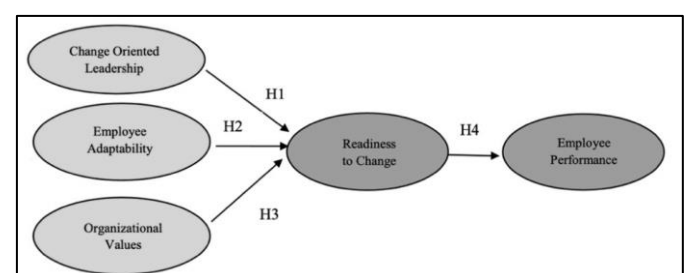 Change Oriented
Leadership
H1
Employee
Adaptability
H2
Readiness
to Change
H4
Employee
Performance
H3
Organizational
Values